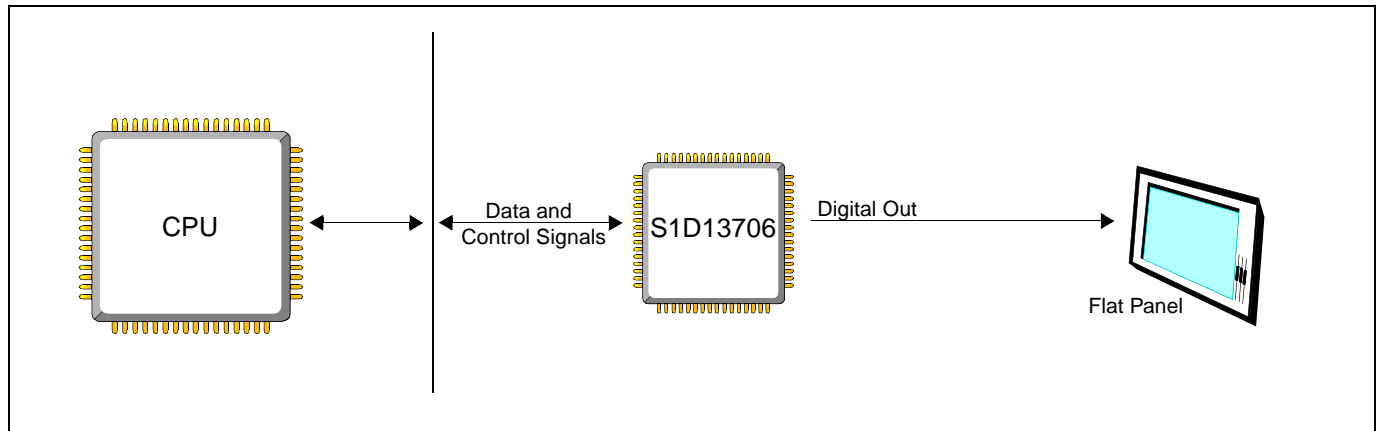 CPU
Data and
Control Signals
S1D13706
Digital Out
Flat Panel